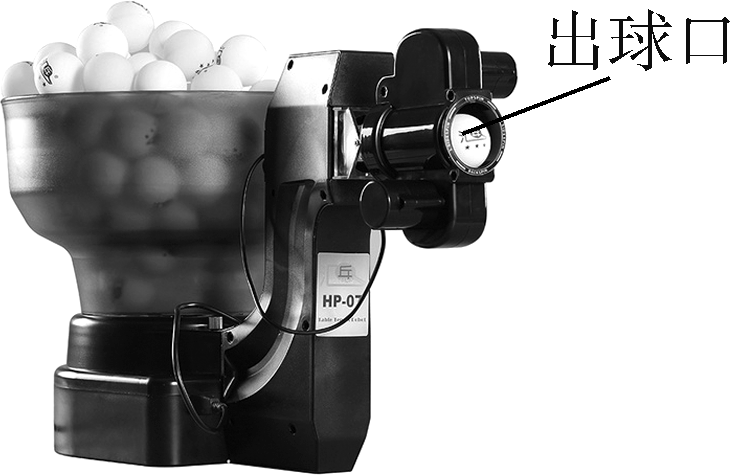 出球口
乒
HP-07
Table Tennis Robot